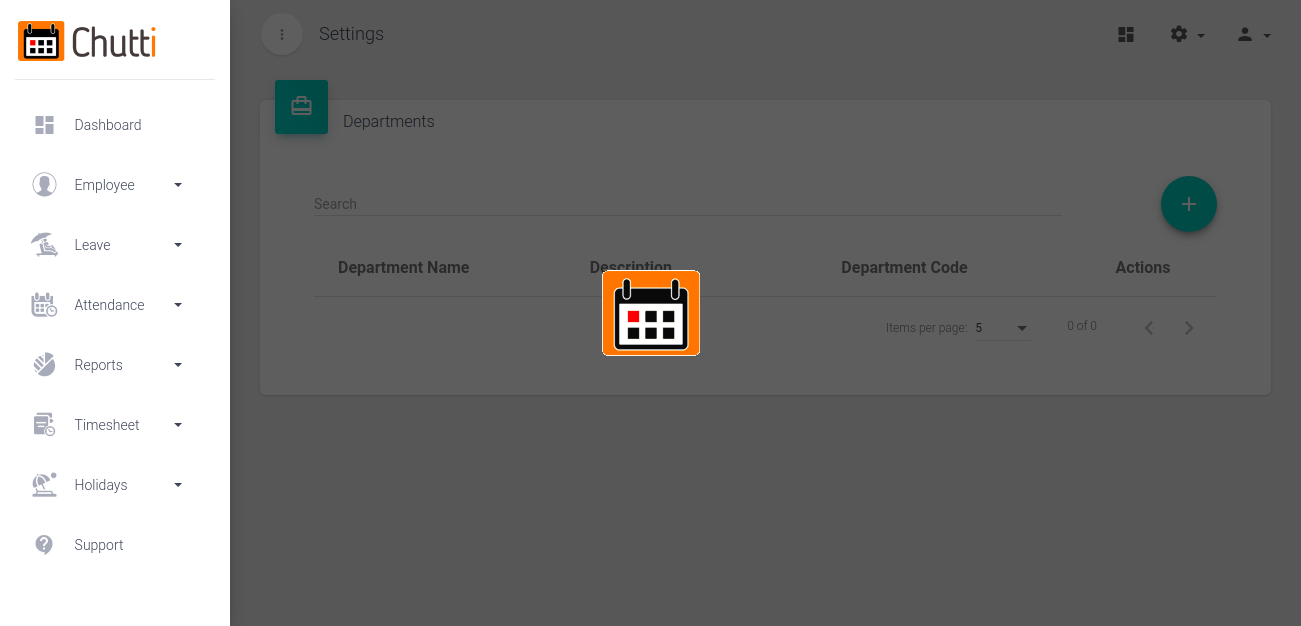 Chutti
Dashboard
Employee
Leave
Attendance
Reports
Timesheet
Holidays
Support
Settings
Departments
Search
Department Name Description Department Code Actions
Items per page: 5 0 of 0